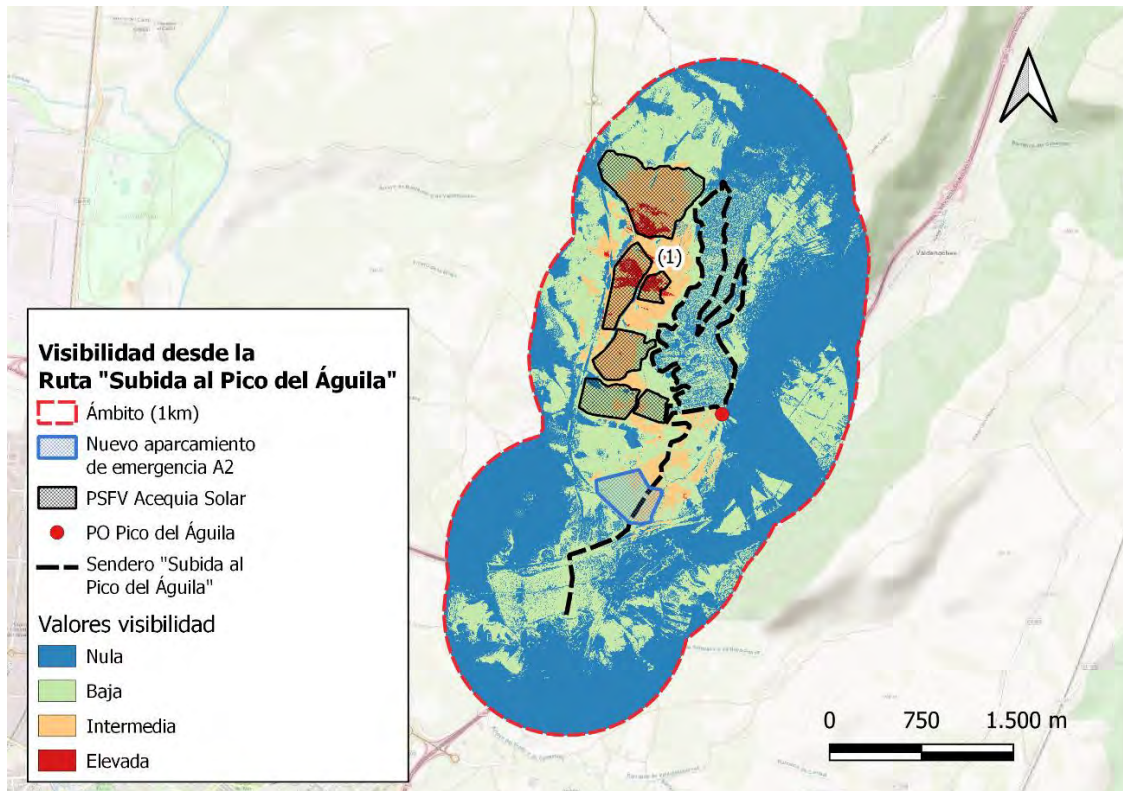 (1)
Valdenoches
Visibilidad desde la
Ruta "Subida al Pico del Águila"
Ámbito (1km)
Nuevo aparcamiento
de emergencia A2
PSFV Acequia Solar
PO Pico del Águila
Sendero "Subida al
Pico del Águila"
Valores visibilidad
Nula
Baja
Intermedia
Elevada
0 750 1.500 m